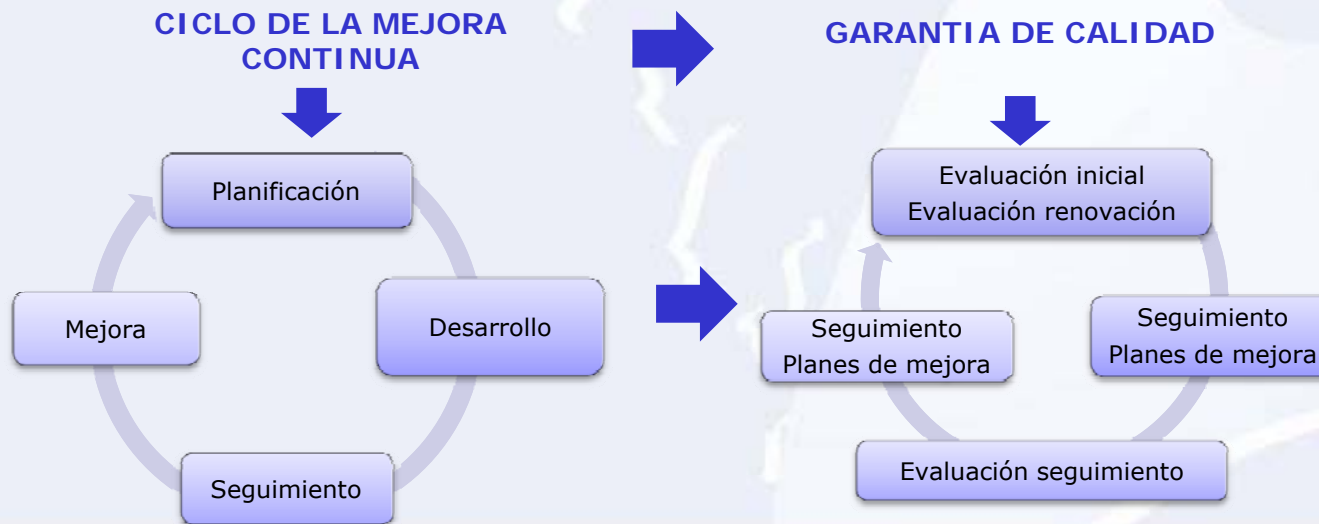 CICLO DE LA MEJORA
CONTINUA
Planificación
Desarrollo
Seguimiento
Mejora
GARANTIA DE CALIDAD
Evaluación inicial
Evaluación renovación
Seguimiento
Planes de mejora
Evaluación seguimiento
Seguimiento
Planes de mejora